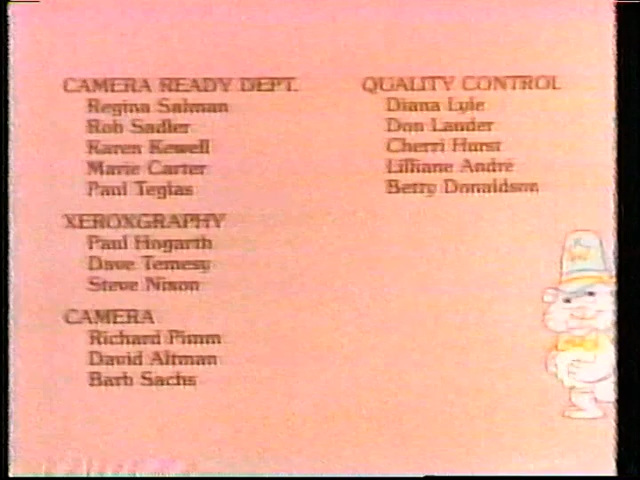 CAMERA READY DEPT.
Regina Salman
Rob Sadler
Karen Kewell
Marie Carter
Paul Teglas
XEROXGRAPHY
Paul Hogarth
Dave Temesy
Steve Nixon
CAMERA
Richard Pimm
David Altman
Barb Sachs
QUALITY CONTROL
Diana Lyle
Don Lander
Cherri Hurst
Lilliane André
Betty Donaldson